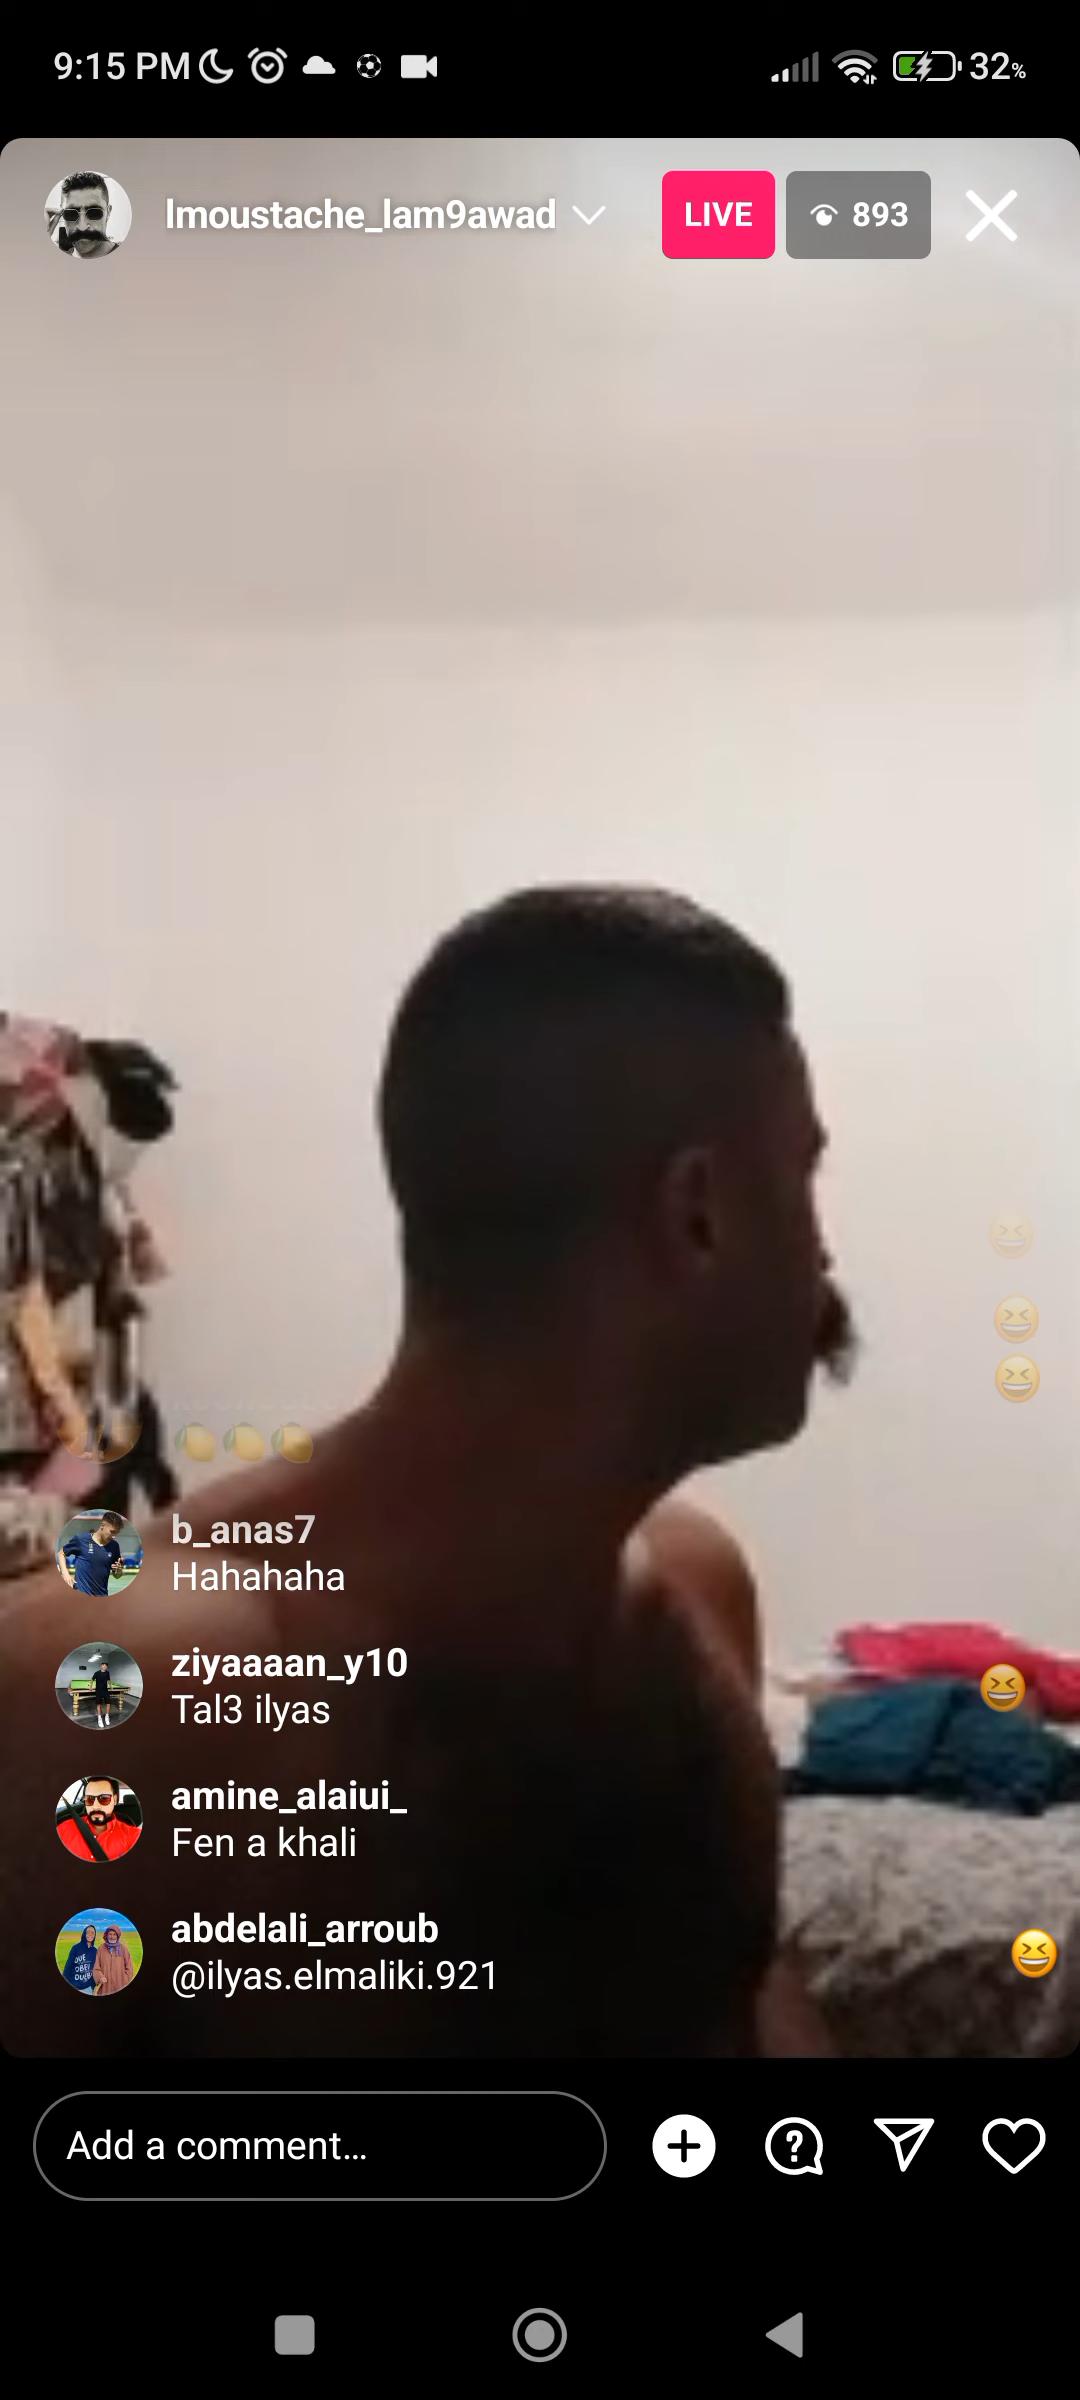 9:15 PM
32%
lmoustache_lam9awad
LIVE
893
b_anas7
Hahahaha
ziyaaaan_y10
Tal3 ilyas
amine_alaiui_
Fen a khali
abdelali_arroub
@ilyas.elmaliki.921
Add a comment...